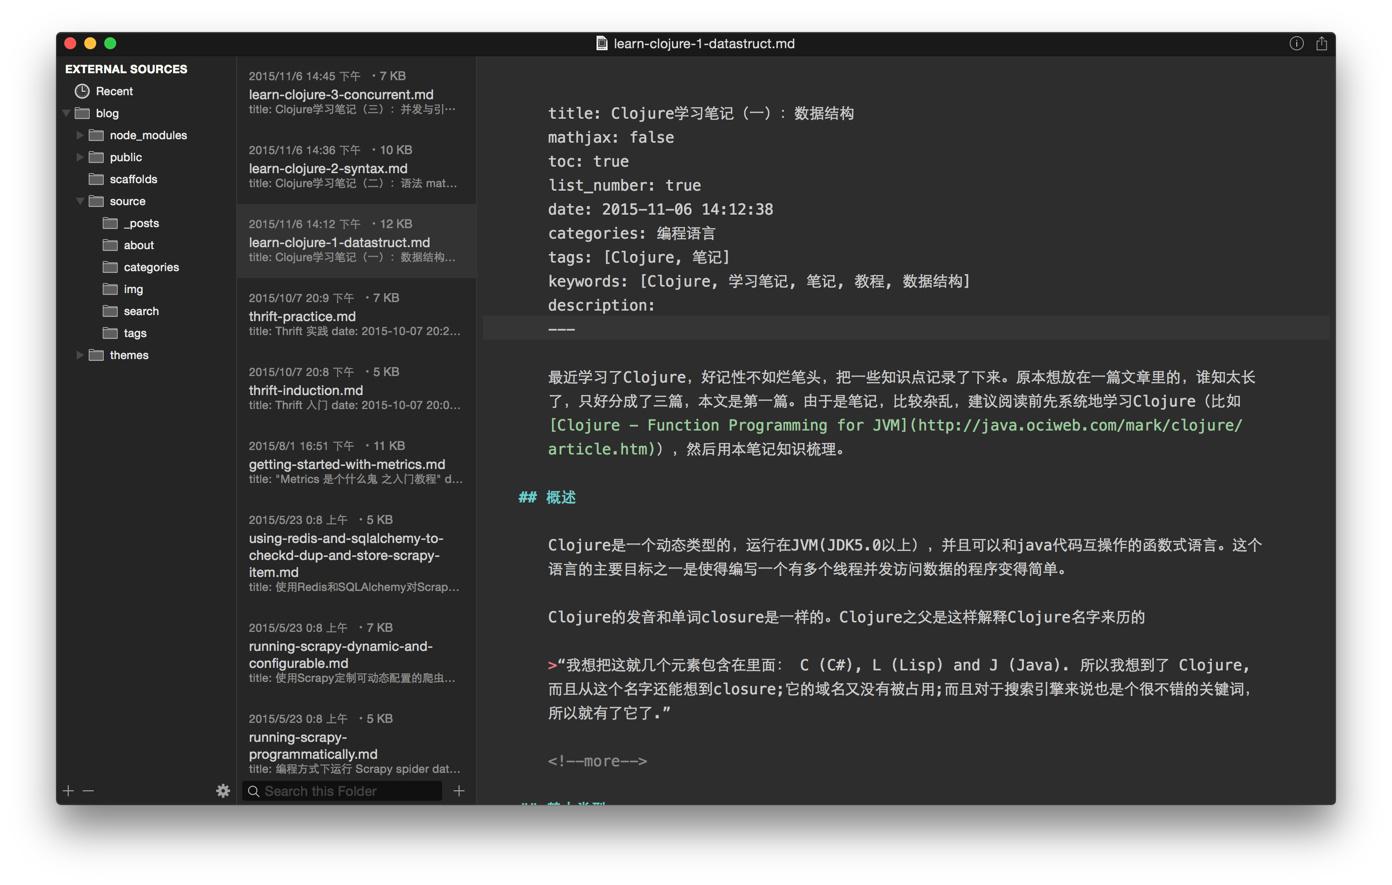 learn-clojure-1-datastruct.md
EXTERNAL SOURCES
Recent
blog
node_modules
public
scaffolds
source
_posts
about
categories
img
search
tags
themes
2015/11/6 14:45 下午 · 7 KB
learn-clojure-3-concurrent.md
title: Clojure学习笔记（三）：并发与引…
2015/11/6 14:36 下午 · 10 KB
learn-clojure-2-syntax.md
title: Clojure学习笔记（二）：语法 mat…
2015/11/6 14:12 下午 · 12 KB
learn-clojure-1-datastruct.md
title: Clojure学习笔记（一）：数据结构…
2015/10/7 20:9 下午 · 7 KB
thrift-practice.md
title: Thrift 实践 date: 2015-10-07 20:2…
2015/10/7 20:8 下午 · 5 KB
thrift-induction.md
title: Thrift 入门 date: 2015-10-07 20:0…
2015/8/1 16:51 下午 · 11 KB
getting-started-with-metrics.md
title: "Metrics 是个什么鬼 之入门教程" d…
2015/5/23 0:8 上午 · 5 KB
using-redis-and-sqlalchemy-to-
checkd-dup-and-store-scrapy-
item.md
title: 使用Redis和SQLAlchemy对Scrap…
2015/5/23 0:8 上午 · 7 KB
running-scrapy-dynamic-and-
configurable.md
title: 使用Scrapy定制可动态配置的爬虫…
2015/5/23 0:8 上午 · 5 KB
running-scrapy-
programmatically.md
title: 编程方式下运行 Scrapy spider dat…
Search this Folder
title: Clojure学习笔记（一）：数据结构
mathjax: false
toc: true
list_number: true
date: 2015-11-06 14:12:38
categories: 编程语言
tags: [Clojure, 笔记]
keywords: [Clojure, 学习笔记, 笔记, 教程, 数据结构]
description:
---
最近学习了Clojure，好记性不如烂笔头，把一些知识点记录了下来。原本想放在一篇文章里的，谁知太长
了，只好分成了三篇，本文是第一篇。由于是笔记，比较杂乱，建议阅读前先系统地学习Clojure（比如
[Clojure - Function Programming for JVM](http://java.ociweb.com/mark/clojure/
article.htm)），然后用本笔记知识梳理。
## 概述
Clojure是一个动态类型的，运行在JVM(JDK5.0以上），并且可以和java代码互操作的函数式语言。这个
语言的主要目标之一是使得编写一个有多个线程并发访问数据的程序变得简单。
Clojure的发音和单词closure是一样的。Clojure之父是这样解释Clojure名字来历的
>“我想把这就几个元素包含在里面： C (C#), L (Lisp) and J (Java). 所以我想到了 Clojure,
而且从这个名字还能想到closure;它的域名又没有被占用;而且对于搜索引擎来说也是个很不错的关键词,
所以就有了它了.”
<!--more-->